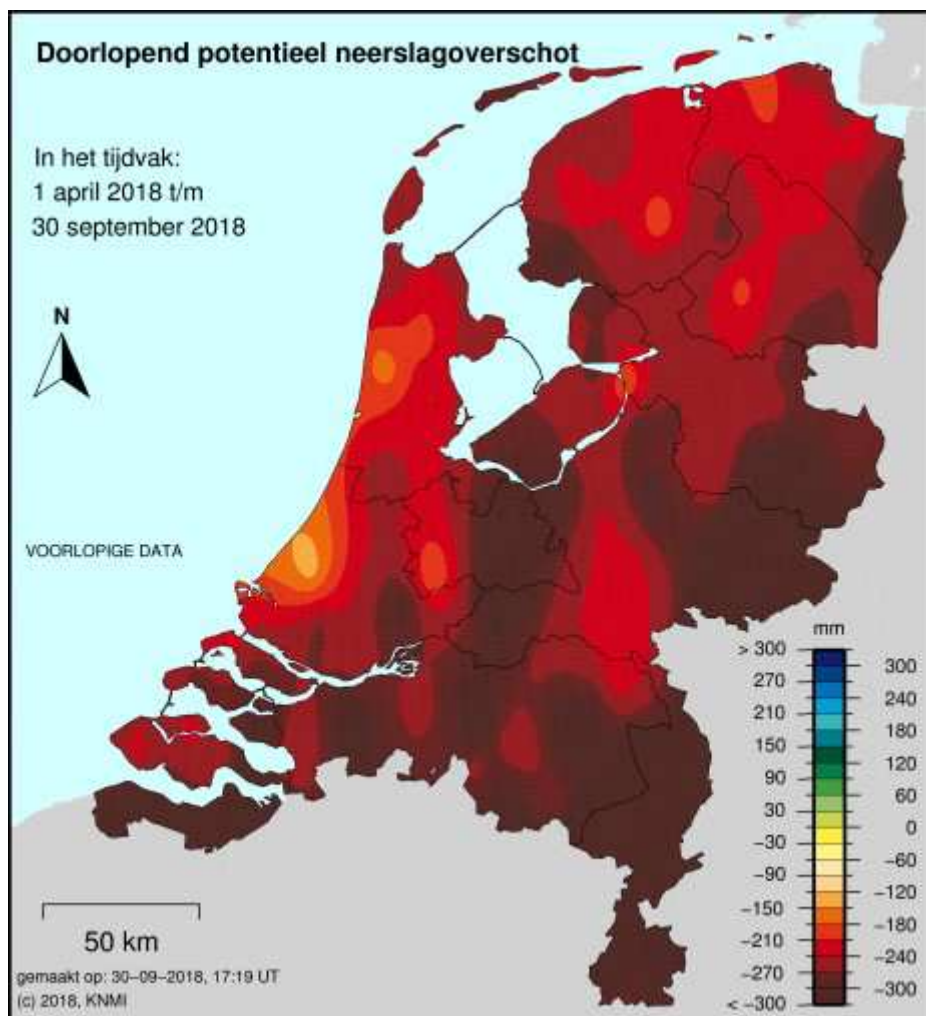 Doorlopend potentieel neerslagoverschot
In het tijdvak:
1 april 2018 t/m
30 september 2018
N
VOORLOPIGE DATA
mm
> 300
300
270
240
210
180
150
120
90
60
30
0
−30
−60
−90
−120
−150
−180
−210
−240
−270
−300
< −300
50 km
gemaakt op: 30−09−2018, 17:19 UT
(c) 2018, KNMI